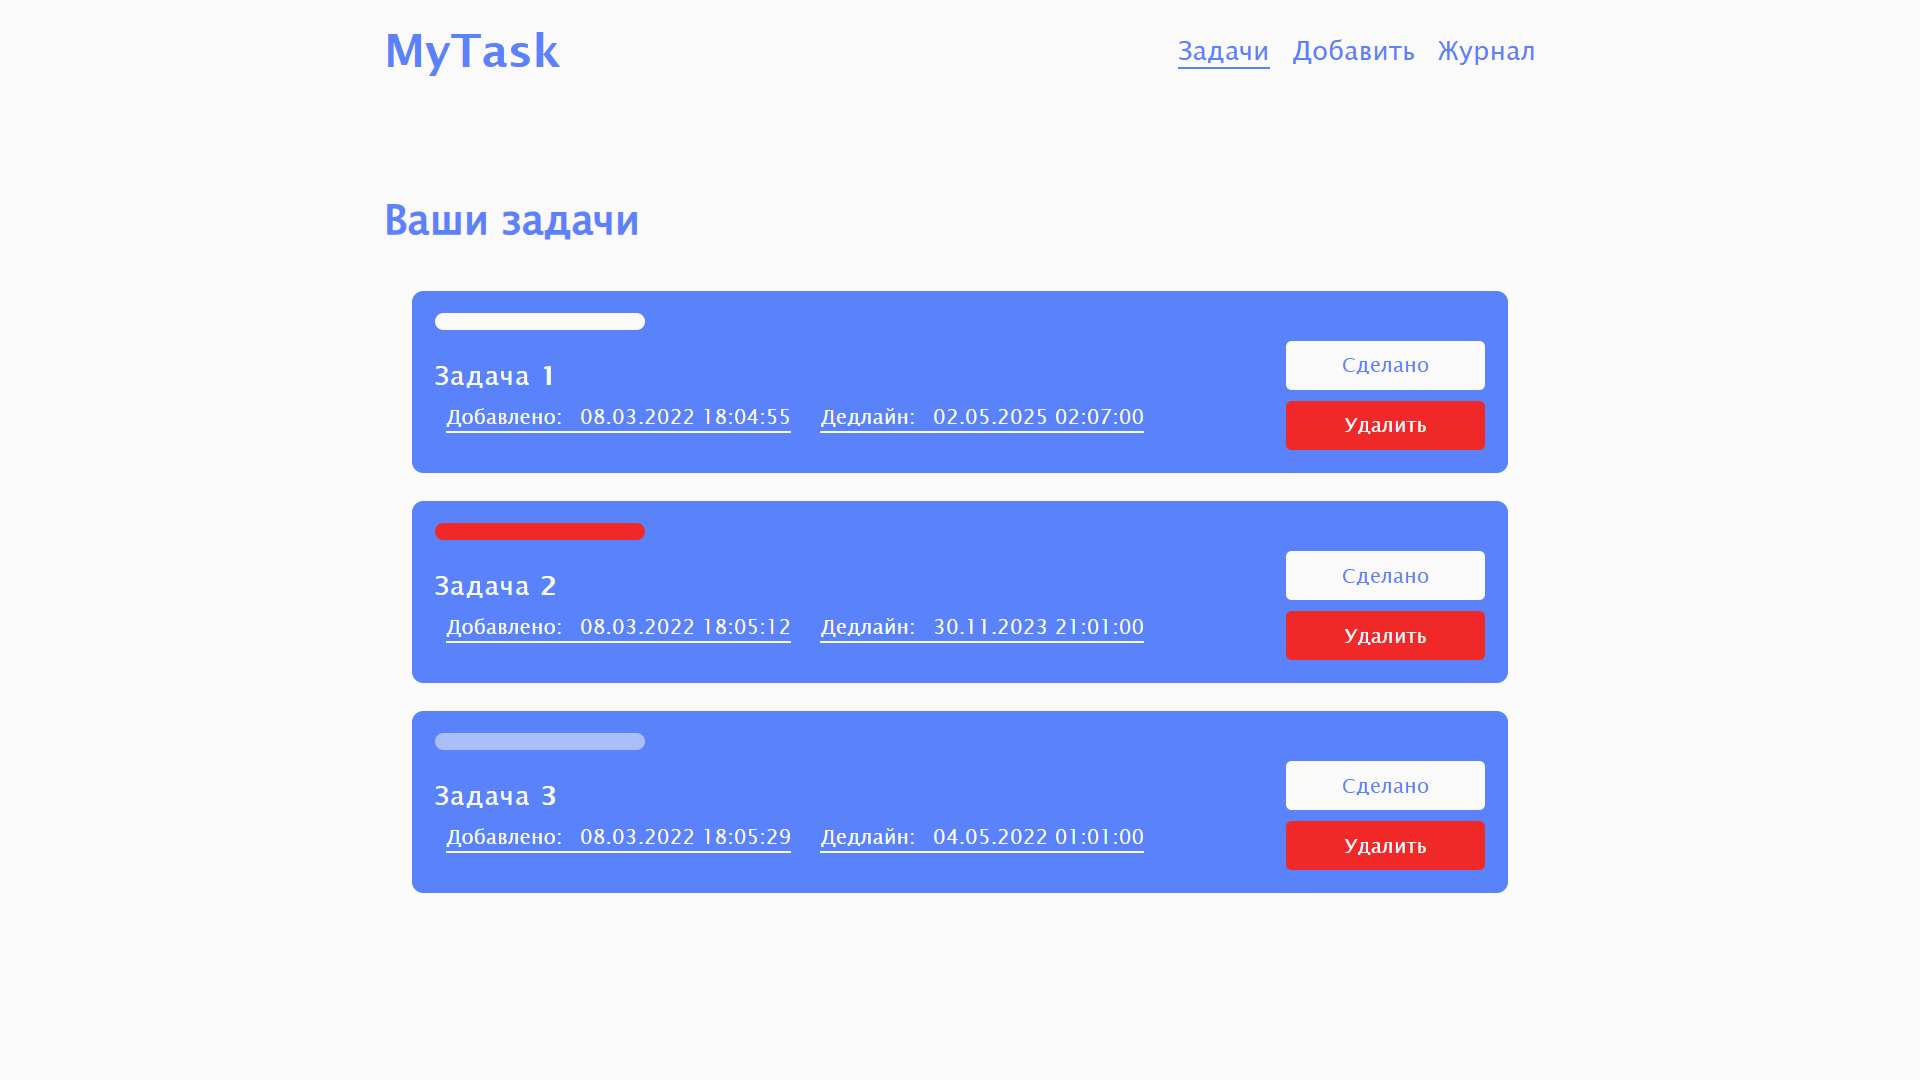 MyTask
Задачи Добавить Журнал
Ваши задачи
Задача 1
Добавлено: 08.03.2022 18:04:55 Дедлайн: 02.05.2025 02:07:00
Сделано
Удалить
Задача 2
Добавлено: 08.03.2022 18:05:12 Дедлайн: 30.11.2023 21:01:00
Сделано
Удалить
Задача 3
Добавлено: 08.03.2022 18:05:29 Дедлайн: 04.05.2022 01:01:00
Сделано
Удалить